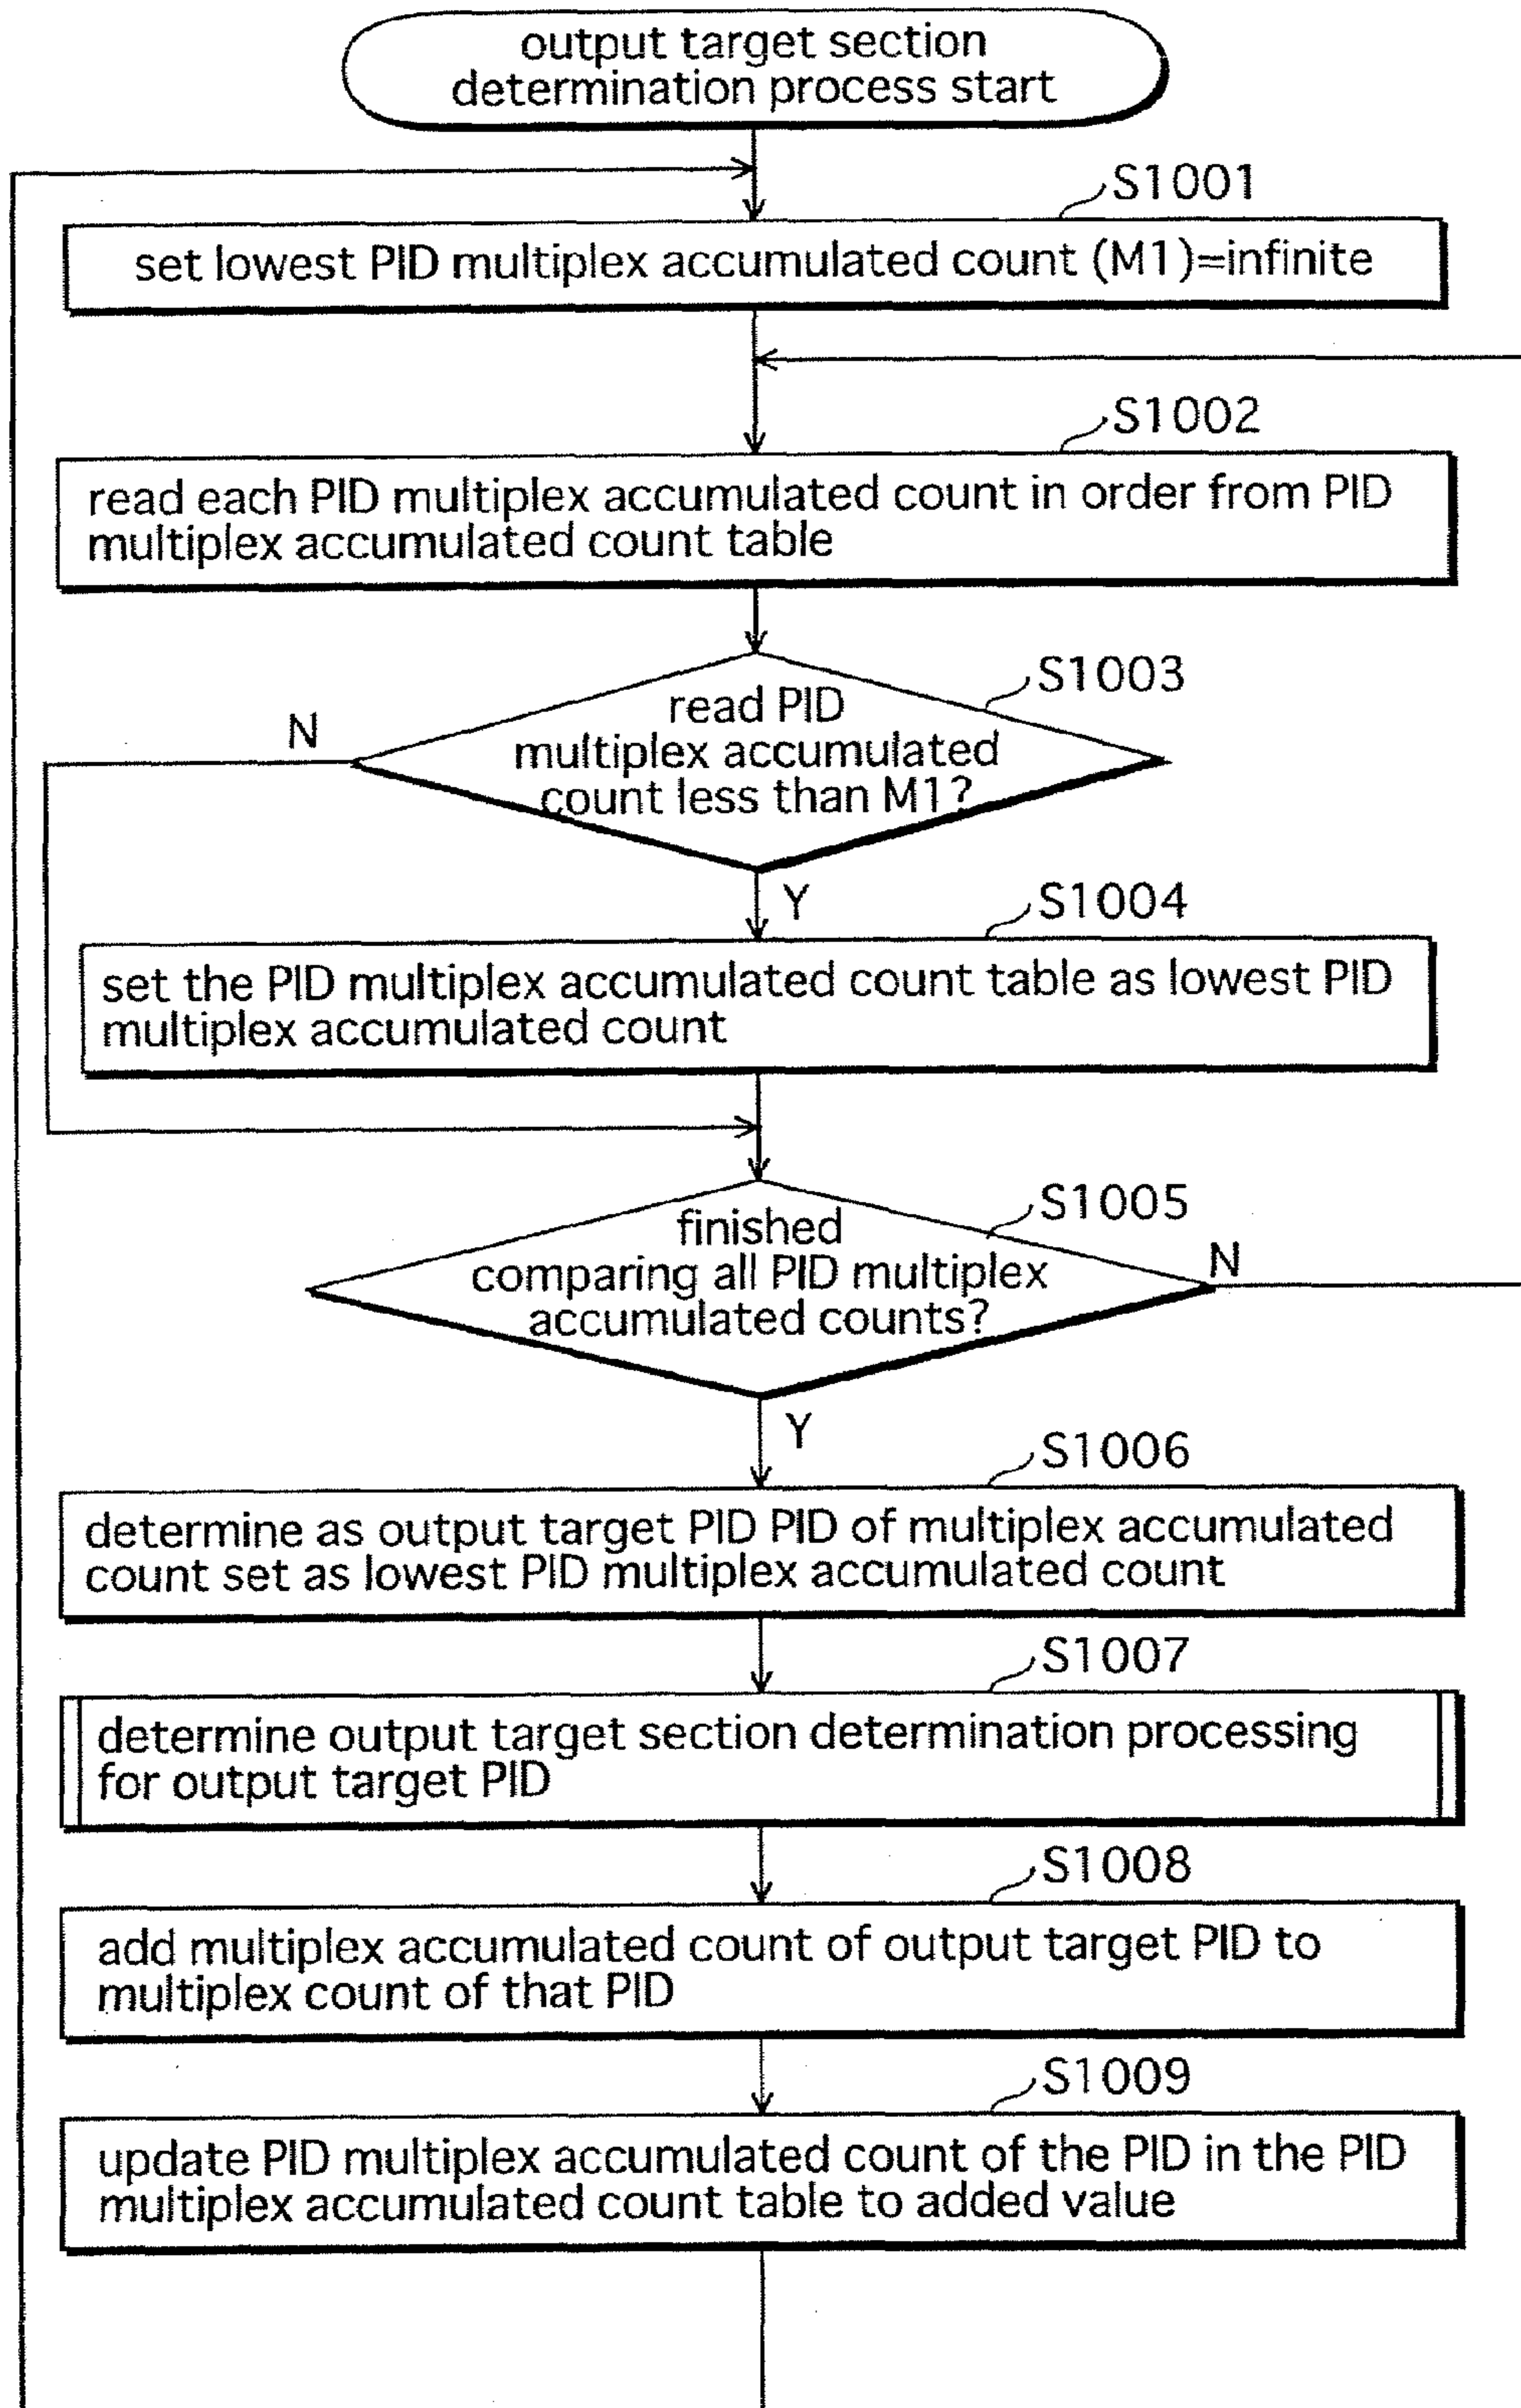 output target section
determination process start
S1001
set lowest PID multiplex accumulated count (M1)=infinite
S1002
read each PID multiplex accumulated count in order from PID
multiplex accumulated count table
S1003
read PID
multiplex accumulated
count less than M1?
N
Y
S1004
set the PID multiplex accumulated count table as lowest PID
multiplex accumulated count
S1005
finished
comparing all PID multiplex
accumulated counts?
N
Y
S1006
determine as output target PID PID of multiplex accumulated
count set as lowest PID multiplex accumulated count
S1007
determine output target section determination processing
for output target PID
S1008
add multiplex accumulated count of output target PID to
multiplex count of that PID
S1009
update PID multiplex accumulated count of the PID in the PID
multiplex accumulated count table to added value